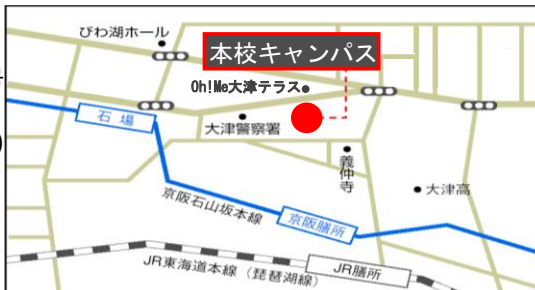 びわ湖ホール
本校キャンパス
Oh!Me大津テラス
石場
大津警察署
義仲寺
大津高
京阪石山坂本線
京阪膳所
JR東海道本線（琵琶湖線）
JR膳所